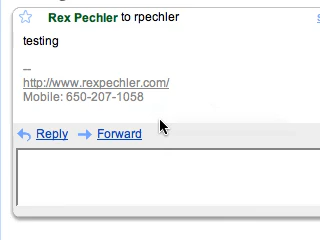 Rex Pechler to rpechler
testing
--
http://www.rexpechler.com/
Mobile: 650-207-1058
Reply Forward